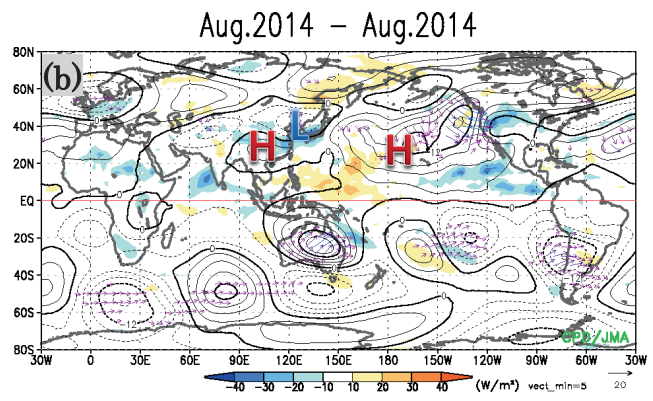 Aug.2014 – Aug.2014
80N
(b)
60N
L
40N
H
H
20N
EQ
20S
40S
60S
12
CPD/JMA
80S
30W 0 30E 60E 90E 120E 150E 180 150W 120W 90W 60W 30W
-40 -30 -20 -10 10 20 30 40 (W/m²) vect_min=5 20